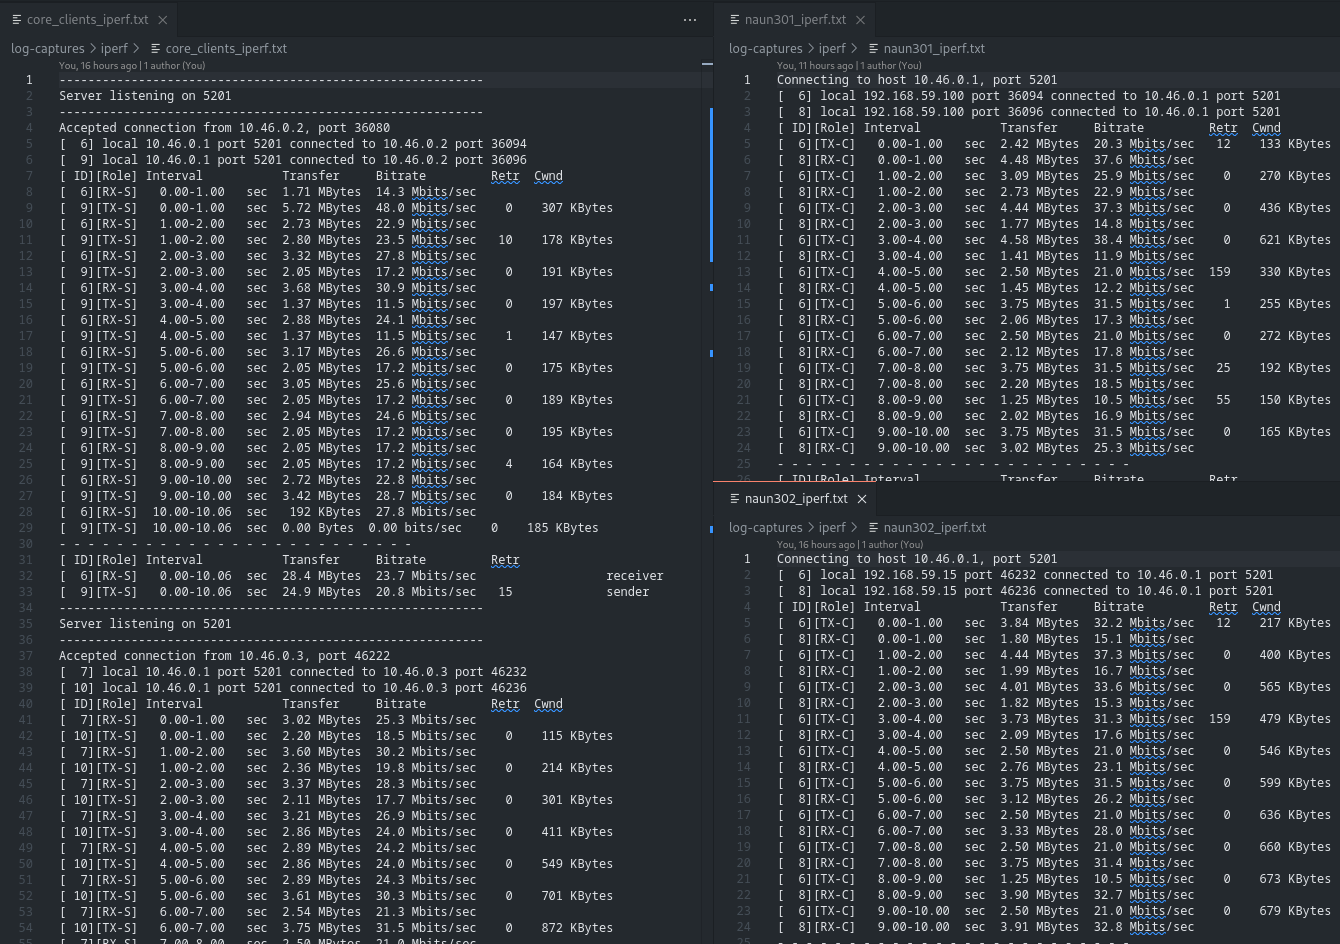 core_clients_iperf.txt
log-captures > iperf > core_clients_iperf.txt
You, 16 hours ago | 1 author (You)
1 -----------------------------------------------------------
2 Server listening on 5201
3 -----------------------------------------------------------
4 Accepted connection from 10.46.0.2, port 36080
5 [  6] local 10.46.0.1 port 5201 connected to 10.46.0.2 port 36094
6 [  9] local 10.46.0.1 port 5201 connected to 10.46.0.2 port 36096
7 [ ID][Role] Interval           Transfer     Bitrate         Retr  Cwnd
8 [  6][RX-S]   0.00-1.00   sec  1.71 MBytes  14.3 Mbits/sec
9 [  9][TX-S]   0.00-1.00   sec  5.72 MBytes  48.0 Mbits/sec    0    307 KBytes
10 [  6][RX-S]   1.00-2.00   sec  2.73 MBytes  22.9 Mbits/sec
11 [  9][TX-S]   1.00-2.00   sec  2.80 MBytes  23.5 Mbits/sec   10    178 KBytes
12 [  6][RX-S]   2.00-3.00   sec  3.32 MBytes  27.8 Mbits/sec
13 [  9][TX-S]   2.00-3.00   sec  2.05 MBytes  17.2 Mbits/sec    0    191 KBytes
14 [  6][RX-S]   3.00-4.00   sec  3.68 MBytes  30.9 Mbits/sec
15 [  9][TX-S]   3.00-4.00   sec  1.37 MBytes  11.5 Mbits/sec    0    197 KBytes
16 [  6][RX-S]   4.00-5.00   sec  2.88 MBytes  24.1 Mbits/sec
17 [  9][TX-S]   4.00-5.00   sec  1.37 MBytes  11.5 Mbits/sec    1    147 KBytes
18 [  6][RX-S]   5.00-6.00   sec  3.17 MBytes  26.6 Mbits/sec
19 [  9][TX-S]   5.00-6.00   sec  2.05 MBytes  17.2 Mbits/sec    0    175 KBytes
20 [  6][RX-S]   6.00-7.00   sec  3.05 MBytes  25.6 Mbits/sec
21 [  9][TX-S]   6.00-7.00   sec  2.05 MBytes  17.2 Mbits/sec    0    189 KBytes
22 [  6][RX-S]   7.00-8.00   sec  2.94 MBytes  24.6 Mbits/sec
23 [  9][TX-S]   7.00-8.00   sec  2.05 MBytes  17.2 Mbits/sec    0    195 KBytes
24 [  6][RX-S]   8.00-9.00   sec  2.05 MBytes  17.2 Mbits/sec
25 [  9][TX-S]   8.00-9.00   sec  2.05 MBytes  17.2 Mbits/sec    4    164 KBytes
26 [  6][RX-S]   9.00-10.00  sec  2.72 MBytes  22.8 Mbits/sec
27 [  9][TX-S]   9.00-10.00  sec  3.42 MBytes  28.7 Mbits/sec    0    184 KBytes
28 [  6][RX-S]  10.00-10.06  sec   192 KBytes  27.8 Mbits/sec
29 [  9][TX-S]  10.00-10.06  sec  0.00 Bytes  0.00 bits/sec    0    185 KBytes
30 - - - - - - - - - - - - - - - - - - - - - - - - -
31 [ ID][Role] Interval           Transfer     Bitrate         Retr
32 [  6][RX-S]   0.00-10.06  sec  28.4 MBytes  23.7 Mbits/sec                  receiver
33 [  9][TX-S]   0.00-10.06  sec  24.9 MBytes  20.8 Mbits/sec   15             sender
34 -----------------------------------------------------------
35 Server listening on 5201
36 -----------------------------------------------------------
37 Accepted connection from 10.46.0.3, port 46222
38 [  7] local 10.46.0.1 port 5201 connected to 10.46.0.3 port 46232
39 [ 10] local 10.46.0.1 port 5201 connected to 10.46.0.3 port 46236
40 [ ID][Role] Interval           Transfer     Bitrate         Retr  Cwnd
41 [  7][RX-S]   0.00-1.00   sec  3.02 MBytes  25.3 Mbits/sec
42 [ 10][TX-S]   0.00-1.00   sec  2.20 MBytes  18.5 Mbits/sec    0    115 KBytes
43 [  7][RX-S]   1.00-2.00   sec  3.60 MBytes  30.2 Mbits/sec
44 [ 10][TX-S]   1.00-2.00   sec  2.36 MBytes  19.8 Mbits/sec    0    214 KBytes
45 [  7][RX-S]   2.00-3.00   sec  3.37 MBytes  28.3 Mbits/sec
46 [ 10][TX-S]   2.00-3.00   sec  2.11 MBytes  17.7 Mbits/sec    0    301 KBytes
47 [  7][RX-S]   3.00-4.00   sec  3.21 MBytes  26.9 Mbits/sec
48 [ 10][TX-S]   3.00-4.00   sec  2.86 MBytes  24.0 Mbits/sec    0    411 KBytes
49 [  7][RX-S]   4.00-5.00   sec  2.89 MBytes  24.2 Mbits/sec
50 [ 10][TX-S]   4.00-5.00   sec  2.86 MBytes  24.0 Mbits/sec    0    549 KBytes
51 [  7][RX-S]   5.00-6.00   sec  2.89 MBytes  24.3 Mbits/sec
52 [ 10][TX-S]   5.00-6.00   sec  3.61 MBytes  30.3 Mbits/sec    0    701 KBytes
53 [  7][RX-S]   6.00-7.00   sec  2.54 MBytes  21.3 Mbits/sec
54 [ 10][TX-S]   6.00-7.00   sec  3.75 MBytes  31.5 Mbits/sec    0    872 KBytes
55 [  7][RX-S]   7.00-8.00   sec  2.50 MBytes  21.0 Mbits/sec
naun301_iperf.txt
log-captures > iperf > naun301_iperf.txt
You, 11 hours ago | 1 author (You)
1 Connecting to host 10.46.0.1, port 5201
2 [  6] local 192.168.59.100 port 36094 connected to 10.46.0.1 port 5201
3 [  8] local 192.168.59.100 port 36096 connected to 10.46.0.1 port 5201
4 [ ID][Role] Interval           Transfer     Bitrate         Retr  Cwnd
5 [  6][TX-C]   0.00-1.00   sec  2.42 MBytes  20.3 Mbits/sec   12    133 KBytes
6 [  8][RX-C]   0.00-1.00   sec  4.48 MBytes  37.6 Mbits/sec
7 [  6][TX-C]   1.00-2.00   sec  3.09 MBytes  25.9 Mbits/sec    0    270 KBytes
8 [  8][RX-C]   1.00-2.00   sec  2.73 MBytes  22.9 Mbits/sec
9 [  6][TX-C]   2.00-3.00   sec  4.44 MBytes  37.3 Mbits/sec    0    436 KBytes
10 [  8][RX-C]   2.00-3.00   sec  1.77 MBytes  14.8 Mbits/sec
11 [  6][TX-C]   3.00-4.00   sec  4.58 MBytes  38.4 Mbits/sec    0    621 KBytes
12 [  8][RX-C]   3.00-4.00   sec  1.41 MBytes  11.9 Mbits/sec
13 [  6][TX-C]   4.00-5.00   sec  2.50 MBytes  21.0 Mbits/sec  159    330 KBytes
14 [  8][RX-C]   4.00-5.00   sec  1.45 MBytes  12.2 Mbits/sec
15 [  6][TX-C]   5.00-6.00   sec  3.75 MBytes  31.5 Mbits/sec    1    255 KBytes
16 [  8][RX-C]   5.00-6.00   sec  2.06 MBytes  17.3 Mbits/sec
17 [  6][TX-C]   6.00-7.00   sec  2.50 MBytes  21.0 Mbits/sec    0    272 KBytes
18 [  8][RX-C]   6.00-7.00   sec  2.12 MBytes  17.8 Mbits/sec
19 [  6][TX-C]   7.00-8.00   sec  3.75 MBytes  31.5 Mbits/sec   25    192 KBytes
20 [  8][RX-C]   7.00-8.00   sec  2.20 MBytes  18.5 Mbits/sec
21 [  6][TX-C]   8.00-9.00   sec  1.25 MBytes  10.5 Mbits/sec   55    150 KBytes
22 [  8][RX-C]   8.00-9.00   sec  2.02 MBytes  16.9 Mbits/sec
23 [  6][TX-C]   9.00-10.00  sec  3.75 MBytes  31.5 Mbits/sec    0    165 KBytes
24 [  8][RX-C]   9.00-10.00  sec  3.02 MBytes  25.3 Mbits/sec
25 - - - - - - - - - - - - - - - - - - - - - - - - -
26 [ ID][Role] Interval           Transfer     Bitrate         Retr
naun302_iperf.txt
log-captures > iperf > naun302_iperf.txt
You, 16 hours ago | 1 author (You)
1 Connecting to host 10.46.0.1, port 5201
2 [  6] local 192.168.59.15 port 46232 connected to 10.46.0.1 port 5201
3 [  8] local 192.168.59.15 port 46236 connected to 10.46.0.1 port 5201
4 [ ID][Role] Interval           Transfer     Bitrate         Retr  Cwnd
5 [  6][TX-C]   0.00-1.00   sec  3.84 MBytes  32.2 Mbits/sec   12    217 KBytes
6 [  8][RX-C]   0.00-1.00   sec  1.80 MBytes  15.1 Mbits/sec
7 [  6][TX-C]   1.00-2.00   sec  4.44 MBytes  37.3 Mbits/sec    0    400 KBytes
8 [  8][RX-C]   1.00-2.00   sec  1.99 MBytes  16.7 Mbits/sec
9 [  6][TX-C]   2.00-3.00   sec  4.01 MBytes  33.6 Mbits/sec    0    565 KBytes
10 [  8][RX-C]   2.00-3.00   sec  1.82 MBytes  15.3 Mbits/sec
11 [  6][TX-C]   3.00-4.00   sec  3.73 MBytes  31.3 Mbits/sec  159    479 KBytes
12 [  8][RX-C]   3.00-4.00   sec  2.09 MBytes  17.6 Mbits/sec
13 [  6][TX-C]   4.00-5.00   sec  2.50 MBytes  21.0 Mbits/sec    0    546 KBytes
14 [  8][RX-C]   4.00-5.00   sec  2.76 MBytes  23.1 Mbits/sec
15 [  6][TX-C]   5.00-6.00   sec  3.75 MBytes  31.5 Mbits/sec    0    599 KBytes
16 [  8][RX-C]   5.00-6.00   sec  3.12 MBytes  26.2 Mbits/sec
17 [  6][TX-C]   6.00-7.00   sec  2.50 MBytes  21.0 Mbits/sec    0    636 KBytes
18 [  8][RX-C]   6.00-7.00   sec  3.33 MBytes  28.0 Mbits/sec
19 [  6][TX-C]   7.00-8.00   sec  2.50 MBytes  21.0 Mbits/sec    0    660 KBytes
20 [  8][RX-C]   7.00-8.00   sec  3.75 MBytes  31.4 Mbits/sec
21 [  6][TX-C]   8.00-9.00   sec  1.25 MBytes  10.5 Mbits/sec    0    673 KBytes
22 [  8][RX-C]   8.00-9.00   sec  3.90 MBytes  32.7 Mbits/sec
23 [  6][TX-C]   9.00-10.00  sec  2.50 MBytes  21.0 Mbits/sec    0    679 KBytes
24 [  8][RX-C]   9.00-10.00  sec  3.91 MBytes  32.8 Mbits/sec
25 - - - - - - - - - - - - - - - - - - - - - - - - -